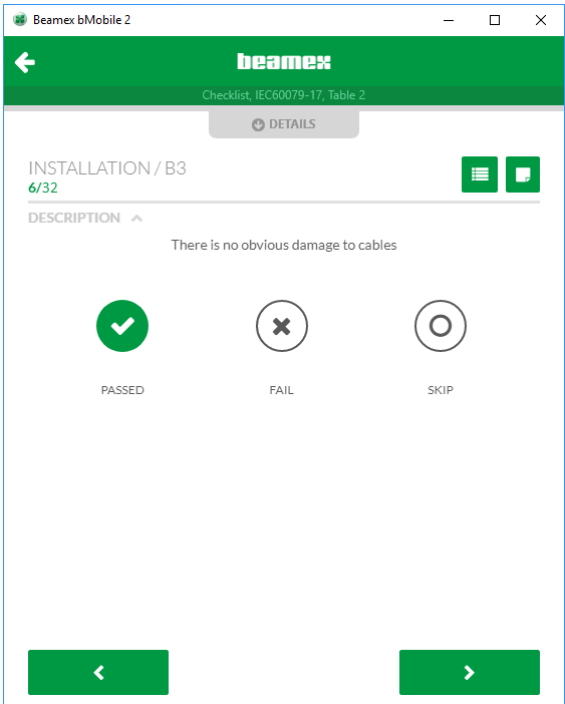 Beamex bMobile 2
beamex
Checklist, IEC60079-17, Table 2
DETAILS
INSTALLATION / B3
6/32
DESCRIPTION
There is no obvious damage to cables
PASSED FAIL SKIP